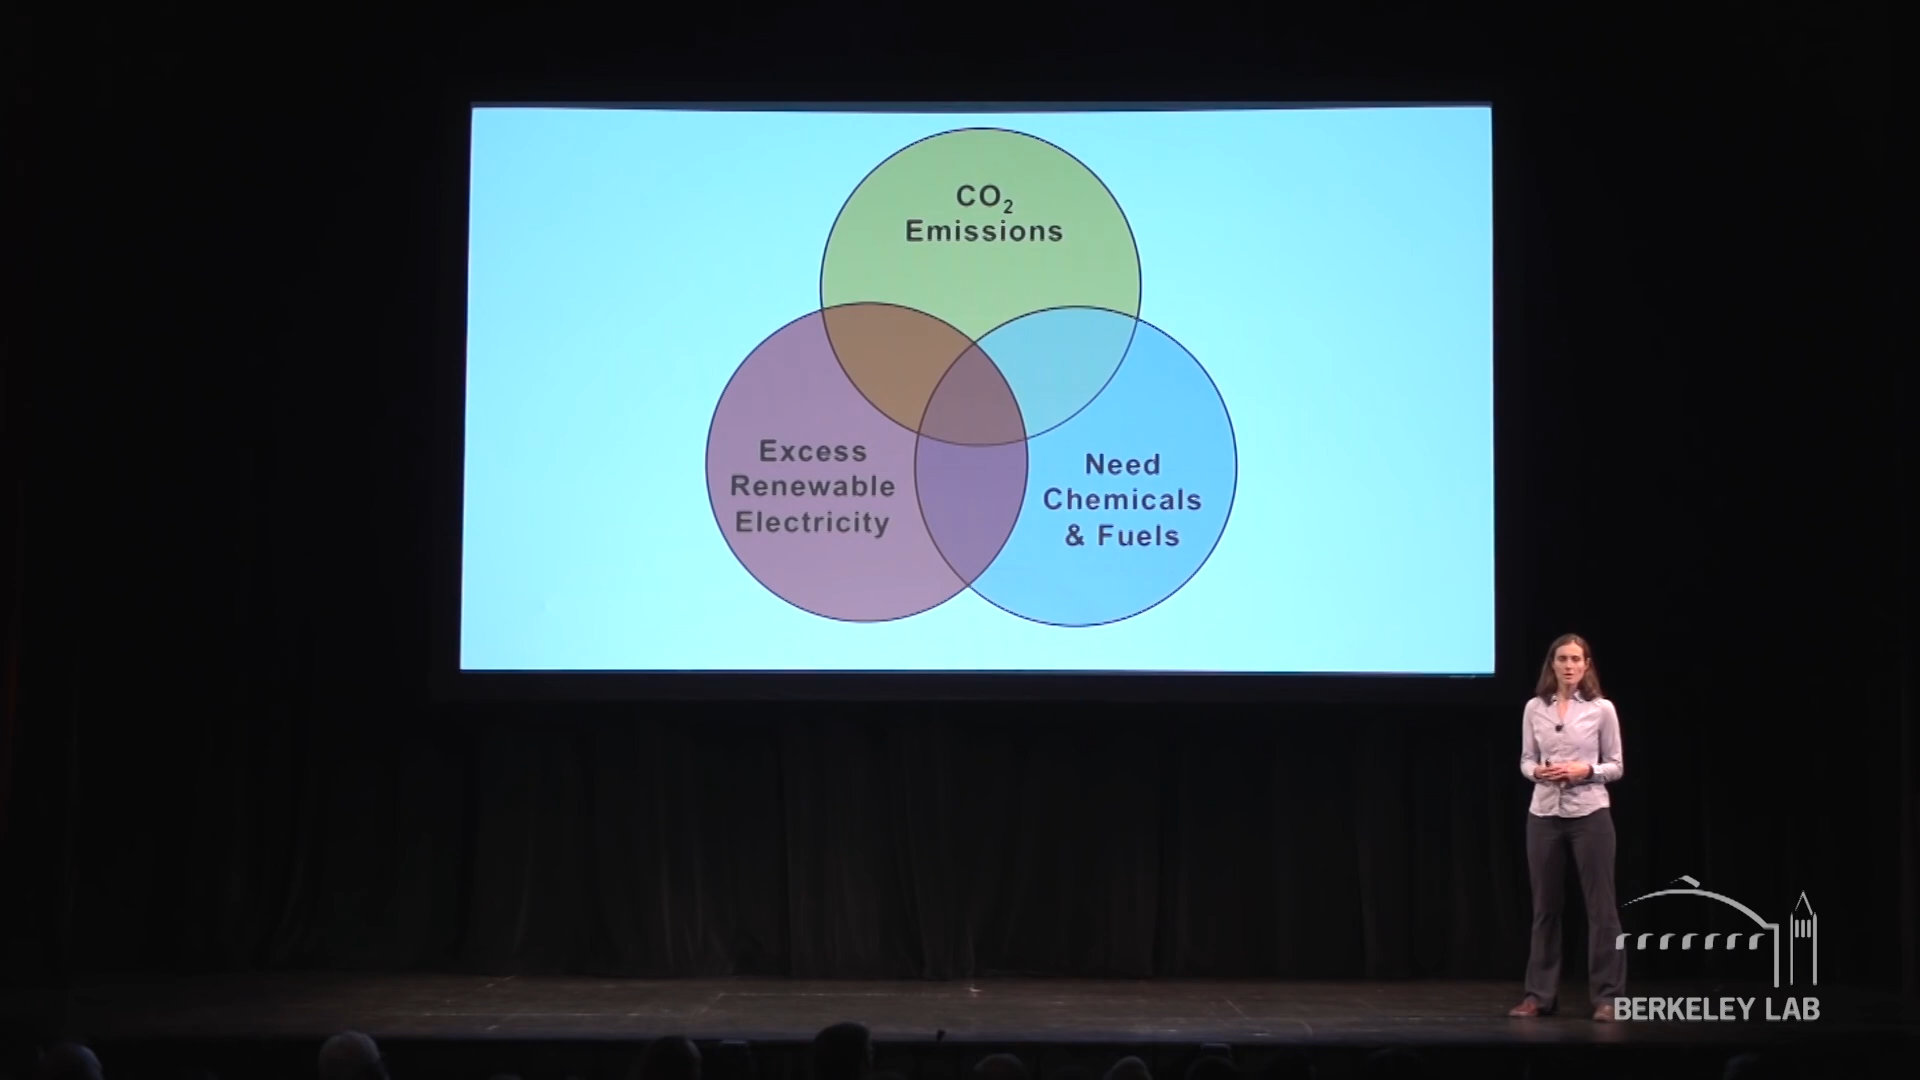 CO₂
Emissions
Excess
Renewable
Electricity
Need
Chemicals
& Fuels
BERKELEY LAB